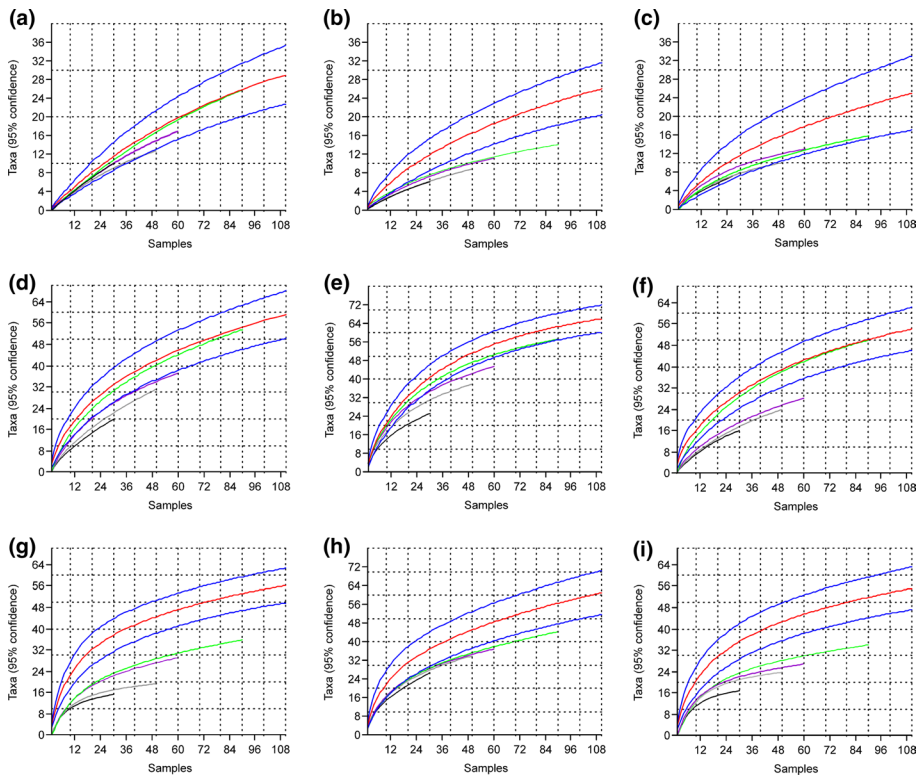 (a) (b) (c)
Taxa (95% confidence) Taxa (95% confidence) Taxa (95% confidence)
36 36 36
32 32 32
28 28 28
24 24 24
20 20 20
16 16 16
12 12 12
8 8 8
4 4 4
0 0 0
12 24 36 48 60 72 84 96 108 12 24 36 48 60 72 84 96 108 12 24 36 48 60 72 84 96 108
Samples Samples Samples
(d) (e) (f)
Taxa (95% confidence) Taxa (95% confidence) Taxa (95% confidence)
72
64 64 64
56 56 56
48 48 48
40 40 40
32 32 32
24 24 24
16 16 16
8 8 8
0 0 0
12 24 36 48 60 72 84 96 108 12 24 36 48 60 72 84 96 108 12 24 36 48 60 72 84 96 108
Samples Samples Samples
(g) (h) (i)
Taxa (95% confidence) Taxa (95% confidence) Taxa (95% confidence)
72
64 64 64
56 56 56
48 48 48
40 40 40
32 32 32
24 24 24
16 16 16
8 8 8
0 0 0
12 24 36 48 60 72 84 96 108 12 24 36 48 60 72 84 96 108 12 24 36 48 60 72 84 96 108
Samples Samples Samples